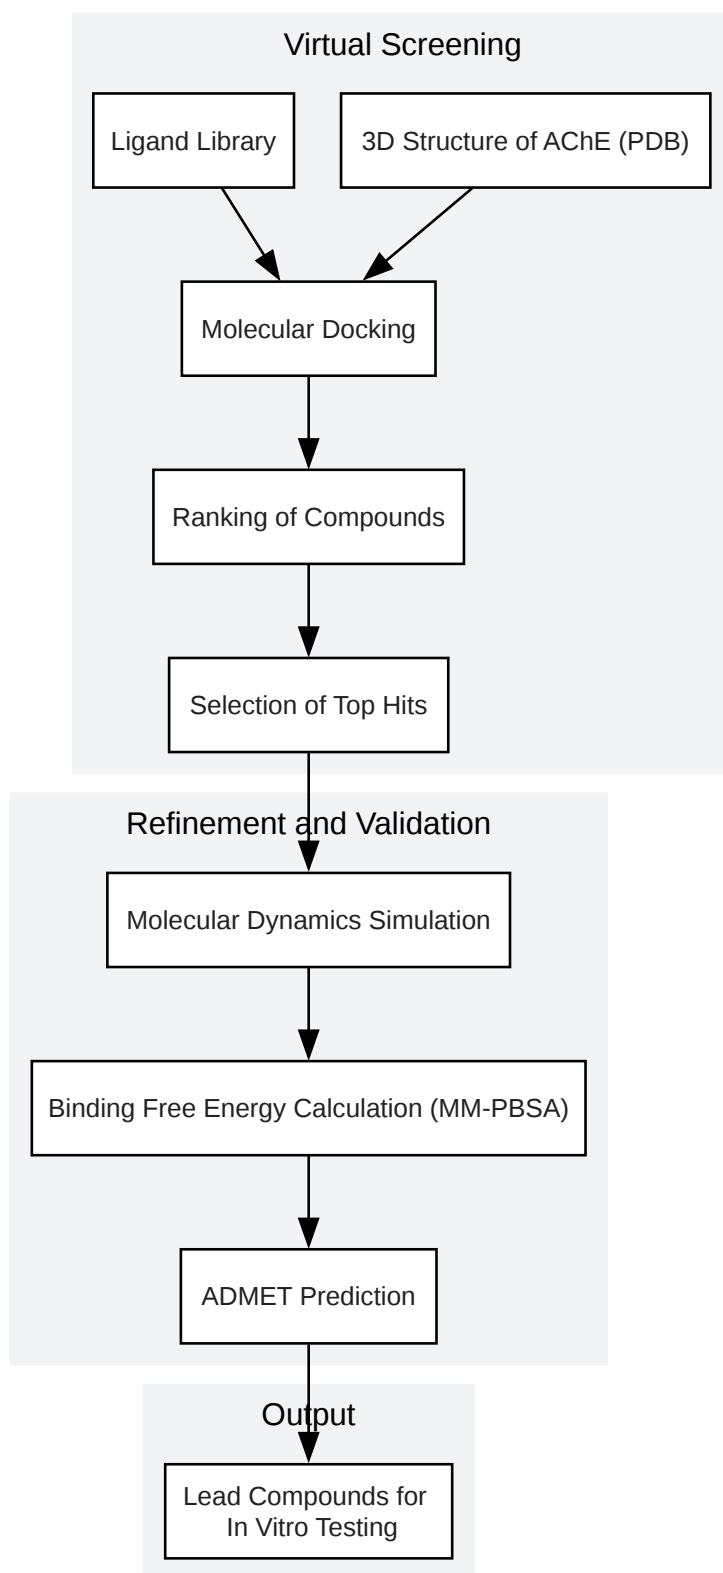 Virtual Screening
Ligand Library
3D Structure of AChE (PDB)
Molecular Docking
Ranking of Compounds
Selection of Top Hits
Refinement and Validation
Molecular Dynamics Simulation
Binding Free Energy Calculation (MM-PBSA)
ADMET Prediction
Output
Lead Compounds for
In Vitro Testing